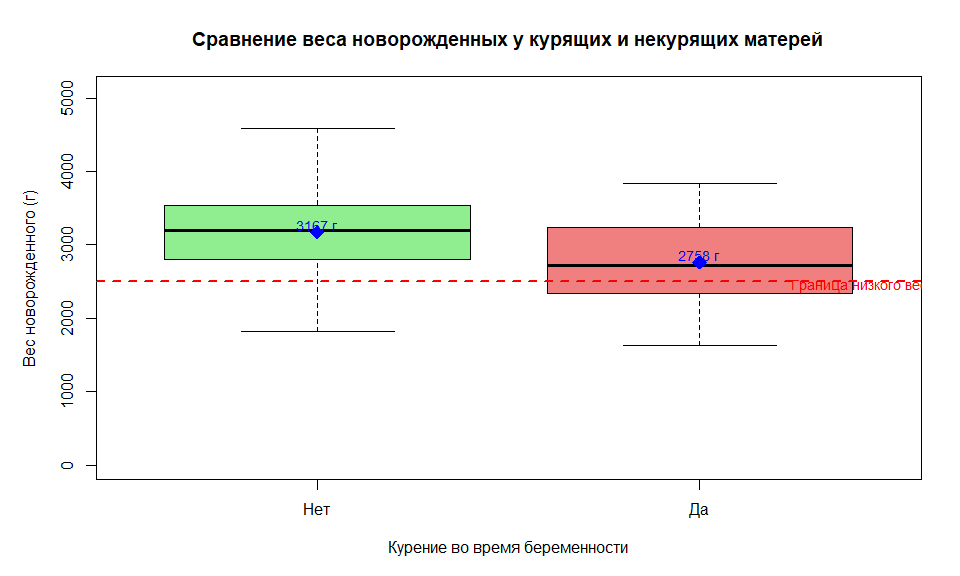 Сравнение веса новорожденных у курящих и некурящих матерей
Вес новорожденного (г)
5000
4000
3000
2000
1000
0
3167 г
2758 г
Граница низкого ве
Нет
Да
Курение во время беременности